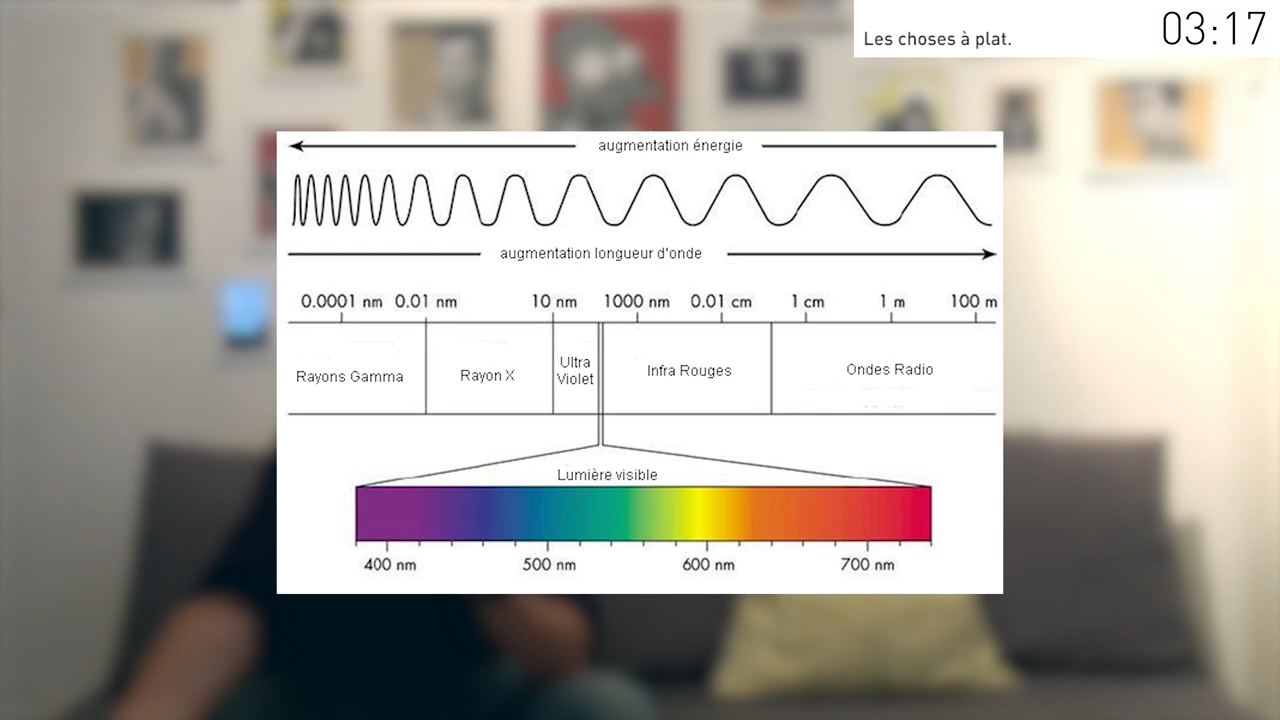 Les choses à plat.
03:17
augmentation énergie
augmentation longueur d'onde
0.0001 nm 0.01 nm 10 nm 1000 nm 0.01 cm 1 cm 1 m 100 m
Rayons Gamma
Rayon X
Ultra
Violet
Infra Rouges
Ondes Radio
Lumière visible
400 nm 500 nm 600 nm 700 nm